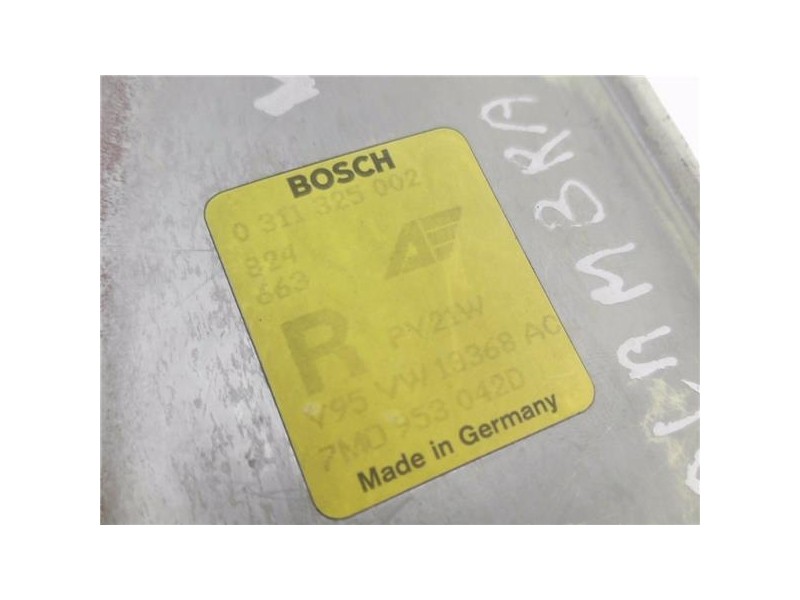 BOSCH
0 311 325 002
824
663
R
PY21W
V95 VW 13368 AC
7M0 953 042D
Made in Germany